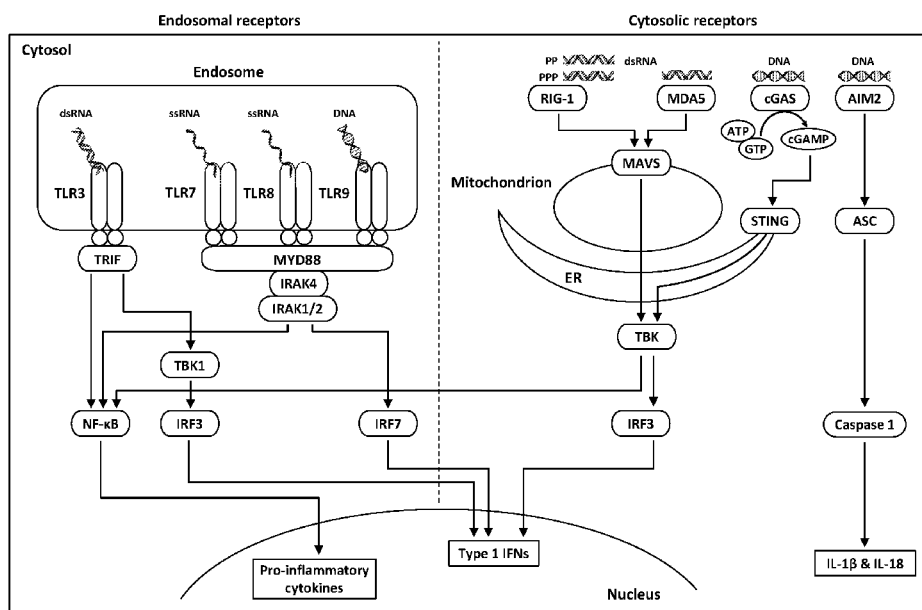 Endosomal receptors
Cytosolic receptors
Cytosol
Endosome
dsRNA
ssRNA
ssRNA
DNA
TLR3
TLR7
TLR8
TLR9
TRIF
MYD88
IRAK4
IRAK1/2
TBK1
NF-κB
IRF3
IRF7
PP
PPP
dsRNA
DNA
DNA
RIG-1
MDA5
cGAS
AIM2
ATP
GTP
cGAMP
MAVS
Mitochondrion
STING
ASC
ER
TBK
IRF3
Caspase 1
Type 1 IFNs
Pro-inflammatory
cytokines
Nucleus
IL-1β & IL-18